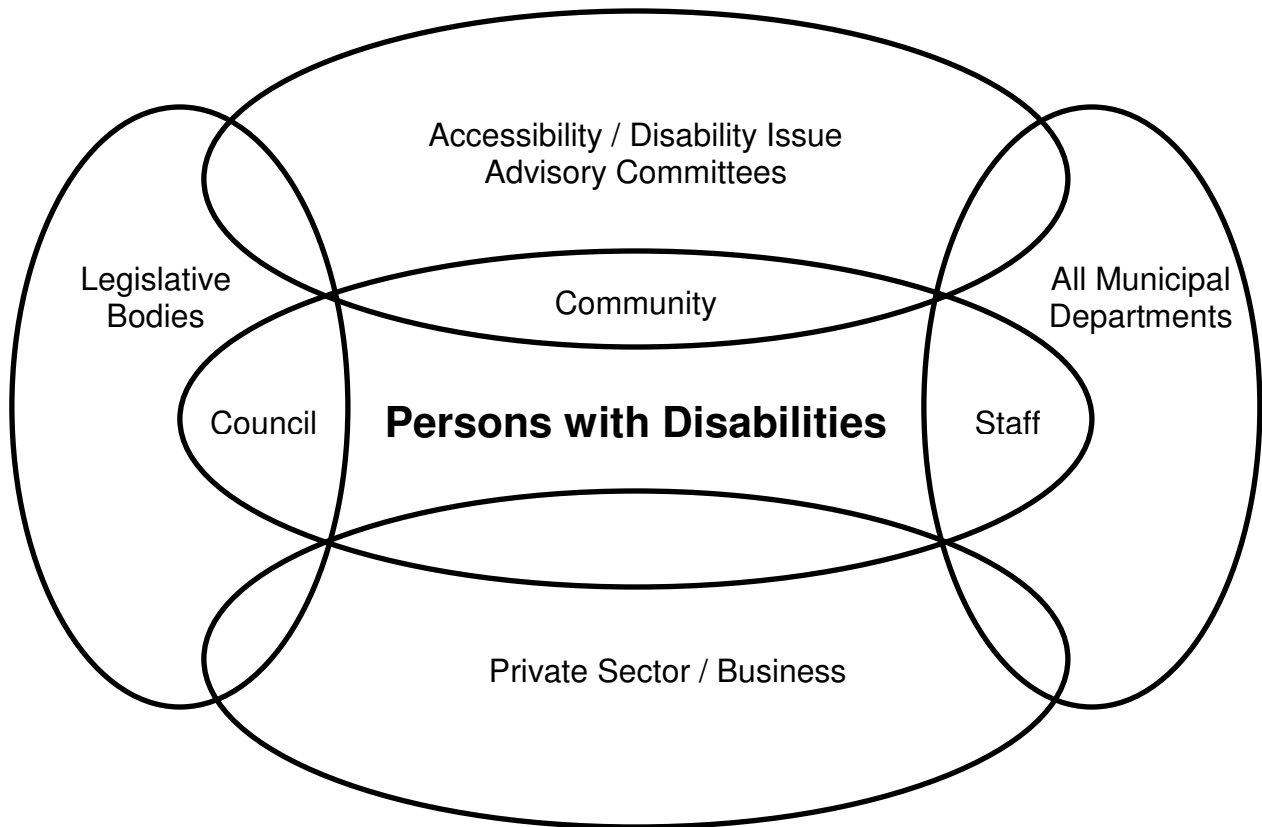 Accessibility / Disability Issue
Advisory Committees
Legislative
Bodies
Community
All Municipal
Departments
Council
Persons with Disabilities
Staff
Private Sector / Business